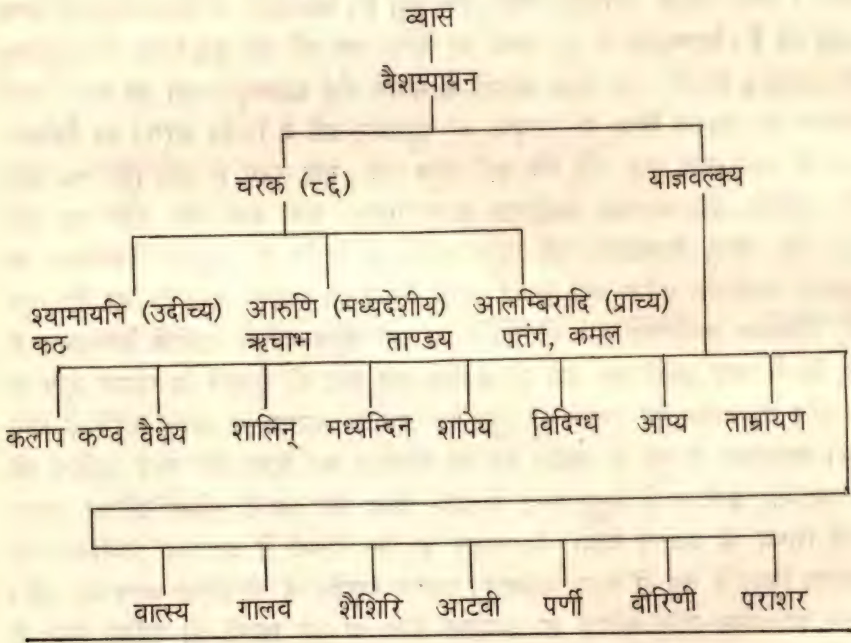 व्यास
वैशम्पायन
चरक (८६) याज्ञवल्क्य
श्यामायनि (उदीच्य) आरुणि (मध्यदेशीय) आलम्बिरादि (प्राच्य)
कठ ऋचाभ ताण्डय पतंग, कमल
कलाप कण्व वैधेय शालिन् मध्यन्दिन शापेय विदिग्ध आप्य ताम्रायण
वात्स्य गालव शैशिरि आटवी पर्णी वीरिणी पराशर